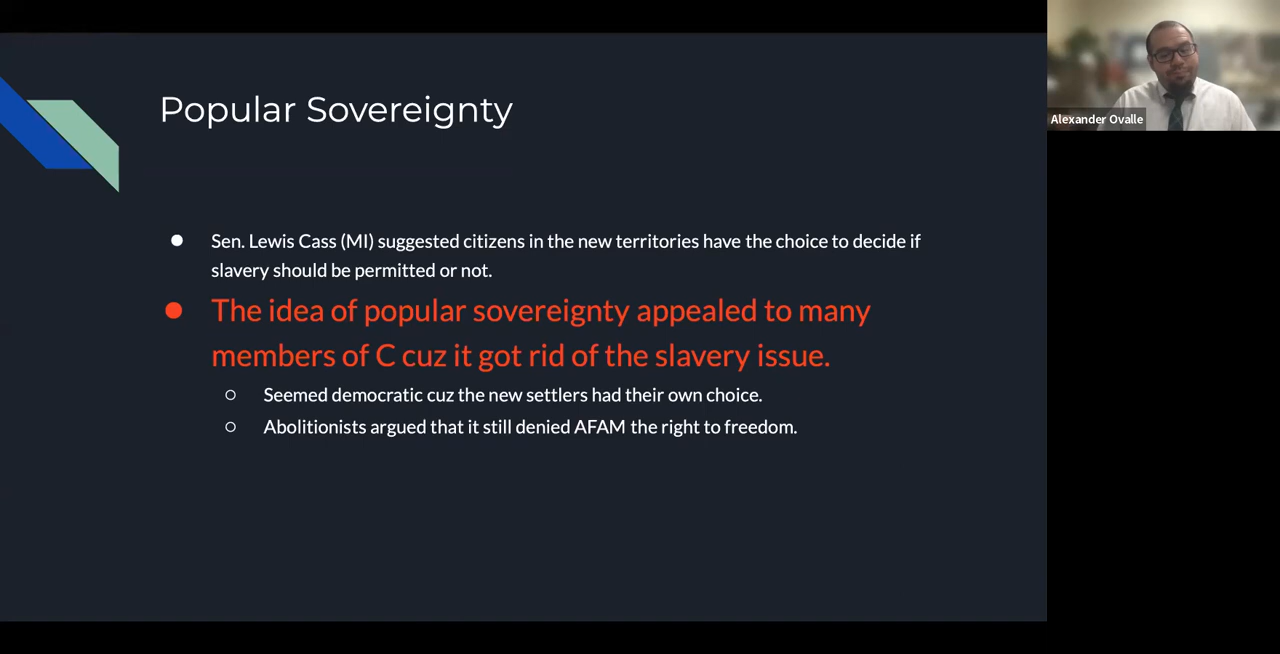 Popular Sovereignty
Sen. Lewis Cass (MI) suggested citizens in the new territories have the choice to decide if
slavery should be permitted or not.
The idea of popular sovereignty appealed to many
members of C cuz it got rid of the slavery issue.
Seemed democratic cuz the new settlers had their own choice.
Abolitionists argued that it still denied AFAM the right to freedom.
Alexander Ovalle